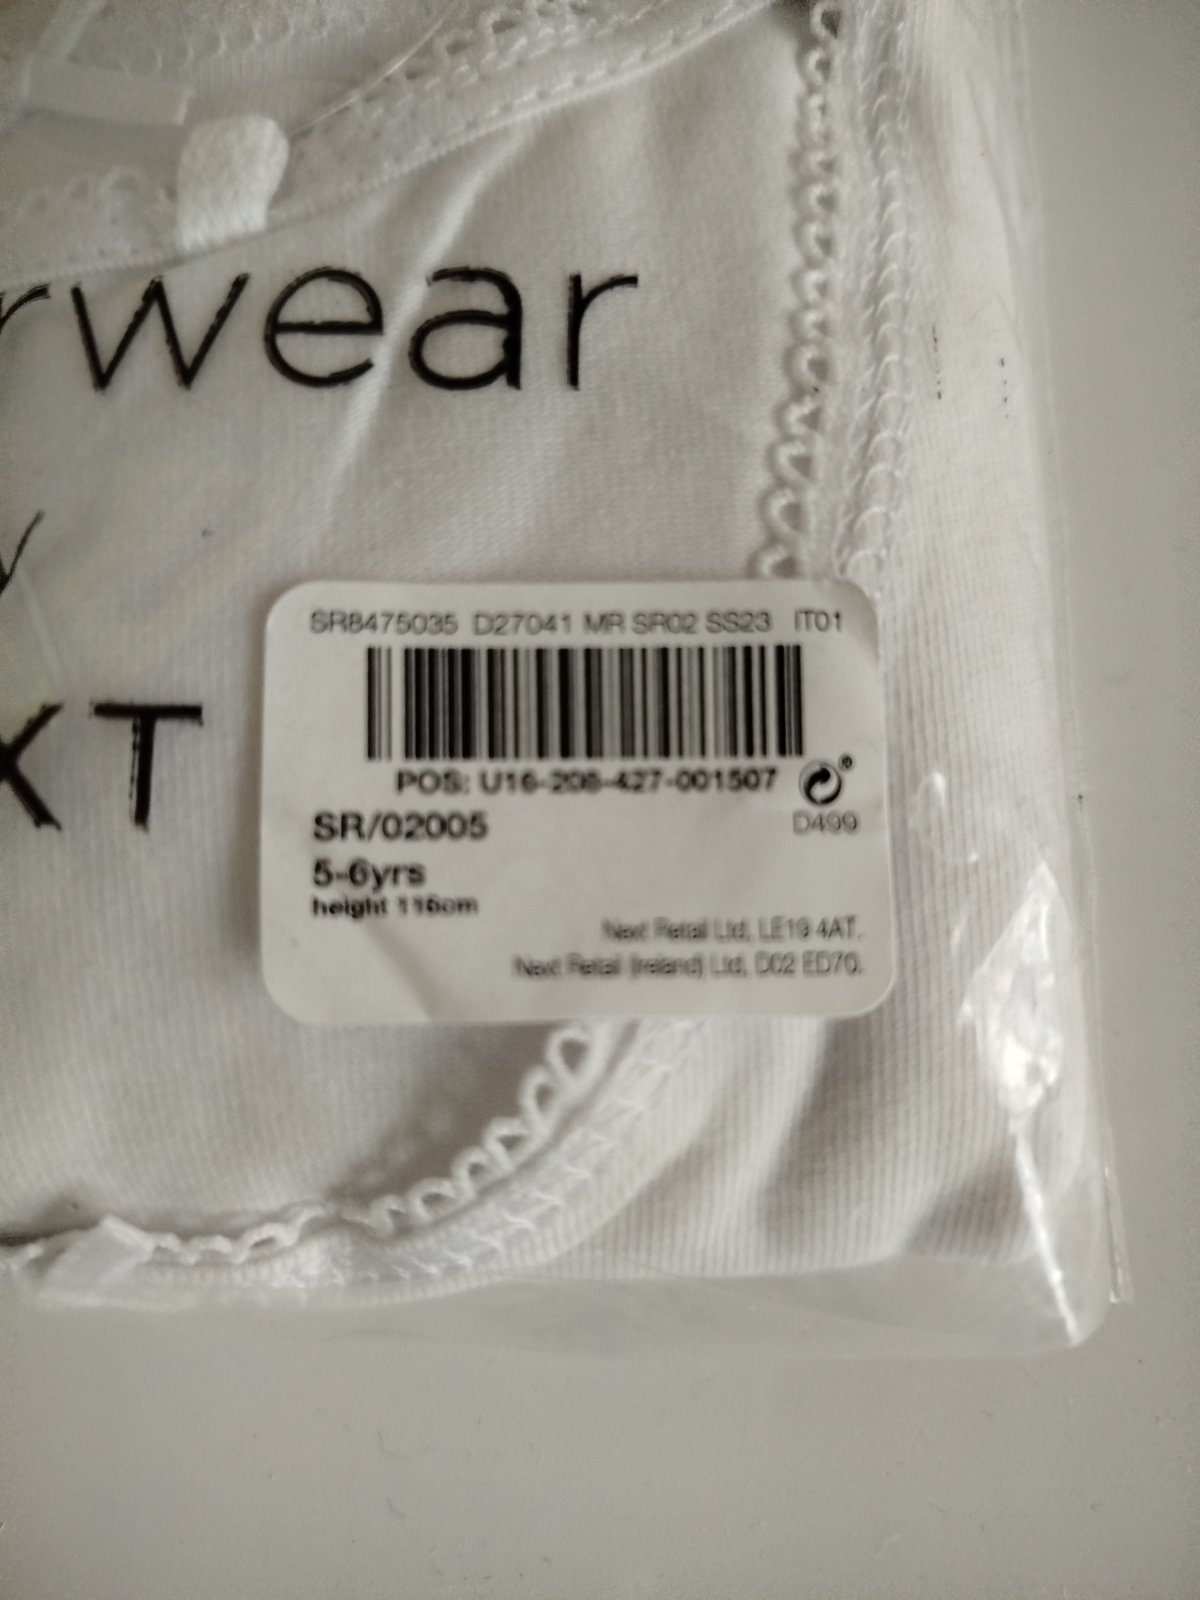 rwear
y
XT
SR8475035 D27041 MR SR02 SS23 IT01
POS: U16-206-427-001507
SR/02005
D499
5-6yrs
height 116cm
Next Retail Ltd, LE19 4AT.
Next Retail (Ireland) Ltd, D02 ED70.